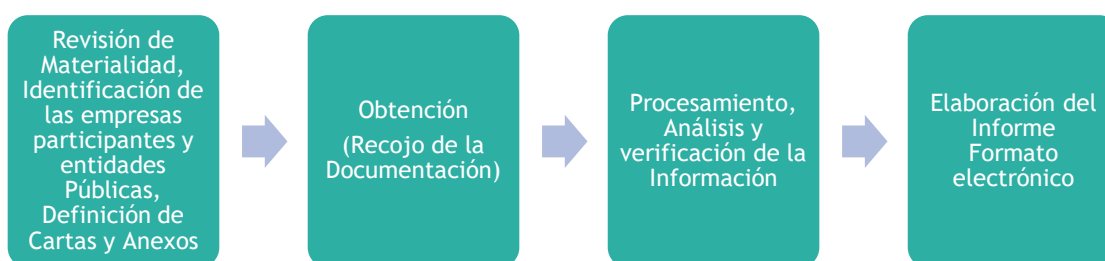 Revisión de
Materialidad,
Identificación de
las empresas
participantes y
entidades
Públicas,
Definición de
Cartas y Anexos
Obtención
(Recojo de la
Documentación)
Procesamiento,
Análisis y
verificación de la
Información
Elaboración del
Informe
Formato
electrónico